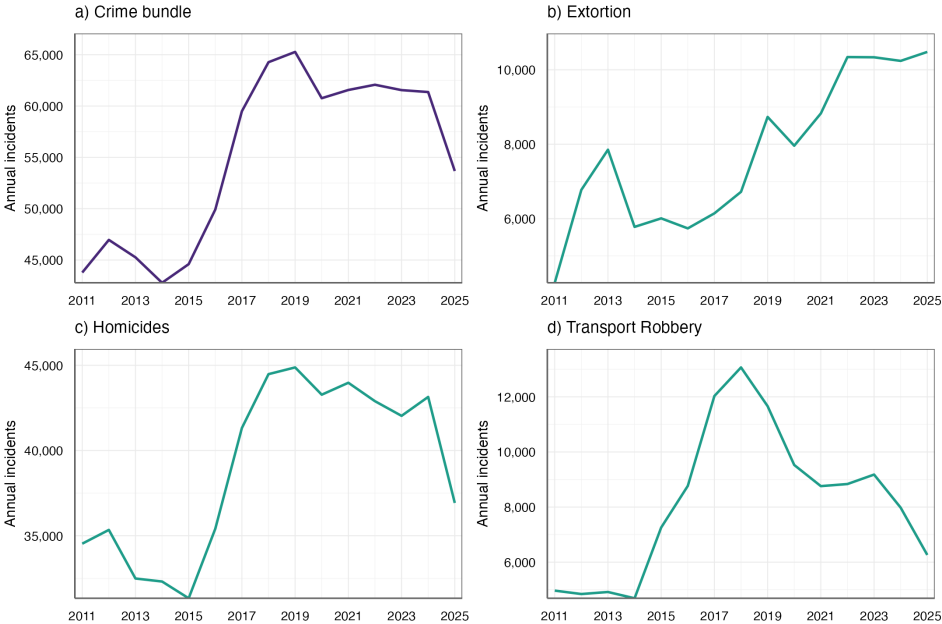 a) Crime bundle
Annual incidents
65,000
60,000
55,000
50,000
45,000
2011 2013 2015 2017 2019 2021 2023 2025
b) Extortion
Annual incidents
10,000
8,000
6,000
2011 2013 2015 2017 2019 2021 2023 2025
c) Homicides
Annual incidents
45,000
40,000
35,000
2011 2013 2015 2017 2019 2021 2023 2025
d) Transport Robbery
Annual incidents
12,000
10,000
8,000
6,000
2011 2013 2015 2017 2019 2021 2023 2025